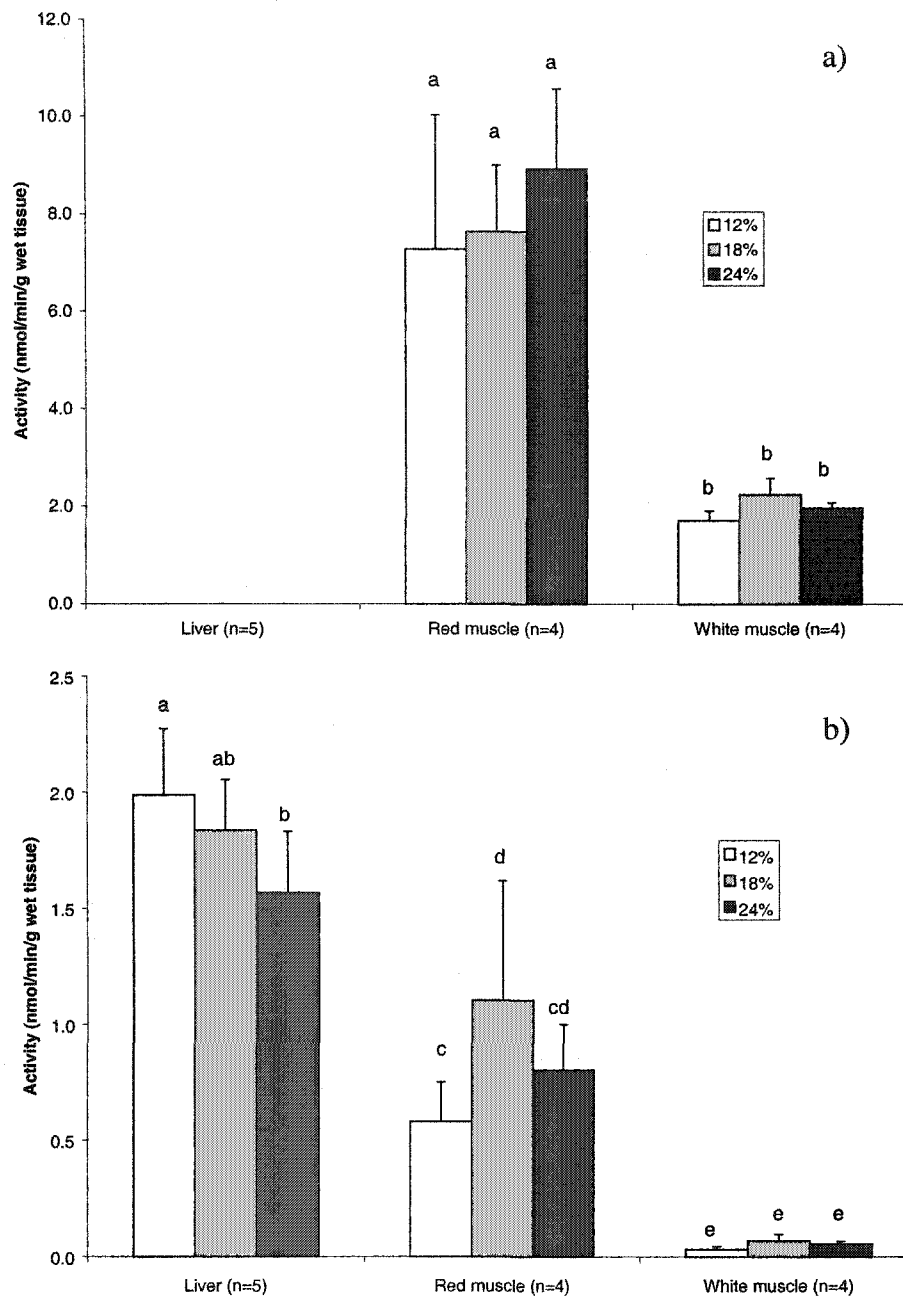 a)
12.0
10.0
8.0
6.0
4.0
2.0
0.0
Activity (nmol/min/g wet tissue)
a
a
a
b
b
b
12%
18%
24%
Liver (n=5)
Red muscle (n=4)
White muscle (n=4)
b)
2.5
2.0
1.5
1.0
0.5
0.0
Activity (nmol/min/g wet tissue)
a
ab
b
c
d
cd
e
e
e
12%
18%
24%
Liver (n=5)
Red muscle (n=4)
White muscle (n=4)